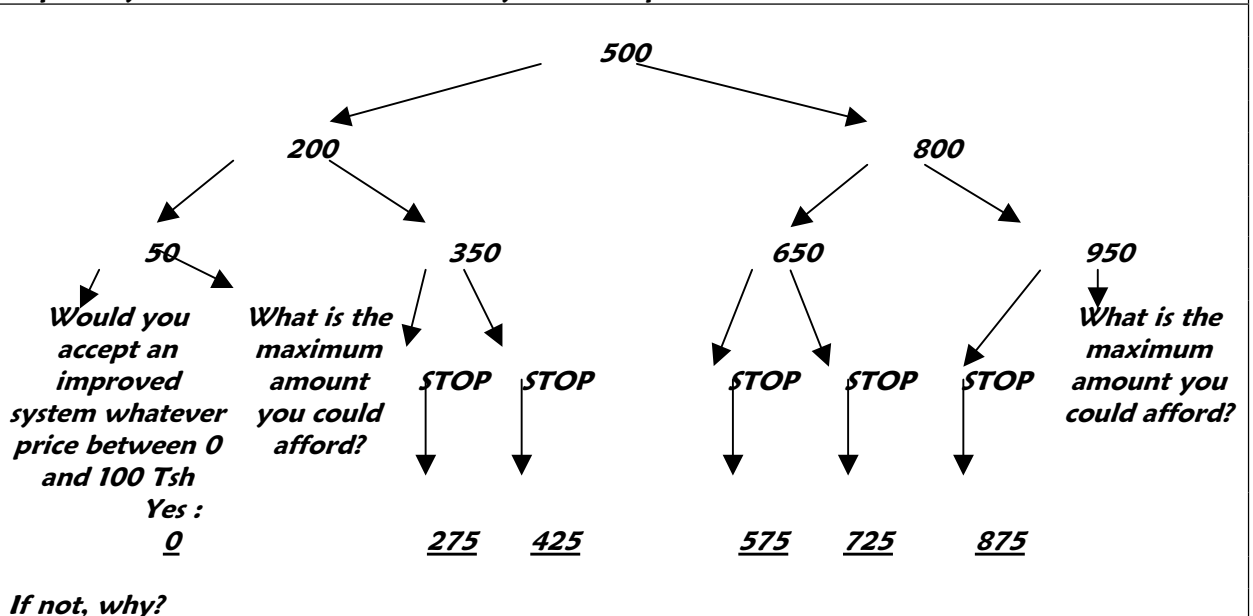 500
200 800
50 350 650 950
Would you What is the What is the
accept an maximum maximum
improved amount STOP STOP STOP STOP STOP amount you
system whatever you could could afford?
price between 0 afford?
and 100 Tsh
Yes :
0 275 425 575 725 875
If not, why?